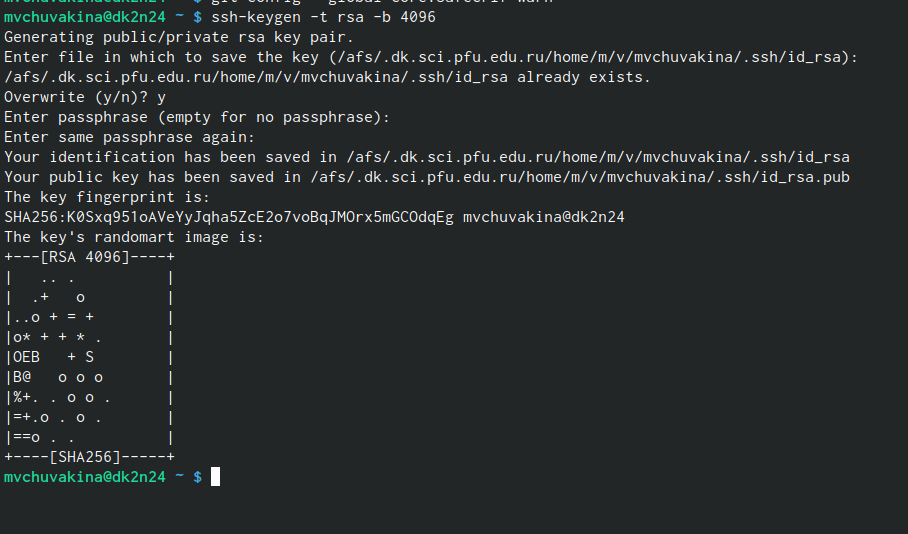 mvchuvakina@dk2n24 ~ $ git config --global core.safecrlf warn
mvchuvakina@dk2n24 ~ $ ssh-keygen -t rsa -b 4096
Generating public/private rsa key pair.
Enter file in which to save the key (/afs/.dk.sci.pfu.edu.ru/home/m/v/mvchuvakina/.ssh/id_rsa):
/afs/.dk.sci.pfu.edu.ru/home/m/v/mvchuvakina/.ssh/id_rsa already exists.
Overwrite (y/n)? y
Enter passphrase (empty for no passphrase):
Enter same passphrase again:
Your identification has been saved in /afs/.dk.sci.pfu.edu.ru/home/m/v/mvchuvakina/.ssh/id_rsa
Your public key has been saved in /afs/.dk.sci.pfu.edu.ru/home/m/v/mvchuvakina/.ssh/id_rsa.pub
The key fingerprint is:
SHA256:K0Sxq951oAVeYyJqha5ZcE2o7voBqJMOrx5mGCOdqEg mvchuvakina@dk2n24
The key's randomart image is:
+---[RSA 4096]----+
|   .. .          |
|  .+   o         |
|..o + = +        |
|o* + + * .       |
|OEB   + S        |
|B@   o o o       |
|%+. . o o .      |
|=+.o . o .       |
|==o . .          |
+----[SHA256]-----+
mvchuvakina@dk2n24 ~ $